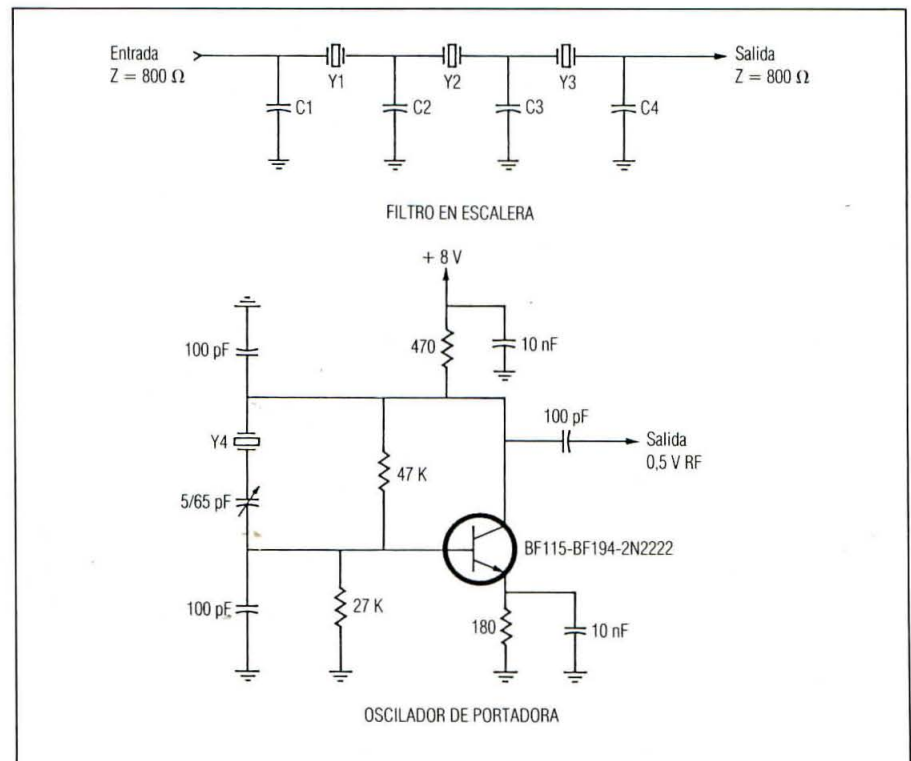 Entrada
Z = 800 Ω
Y1
Y2
Y3
Salida
Z = 800 Ω
C1
C2
C3
C4
FILTRO EN ESCALERA
+ 8 V
100 pF
470
10 nF
100 pF
Y4
Salida
0,5 V RF
47 K
5/65 pF
BF115-BF194-2N2222
100 pF
27 K
180
10 nF
OSCILADOR DE PORTADORA